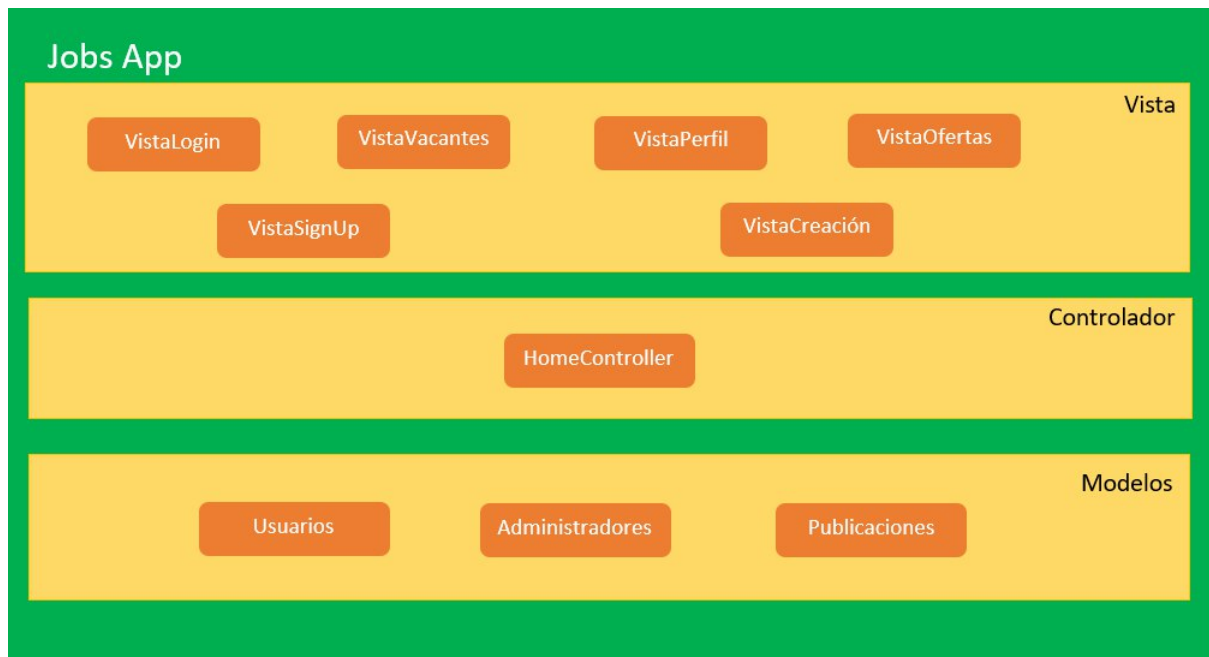 Jobs App
Vista
VistaLogin
VistaVacantes
VistaPerfil
VistaOfertas
VistaSignUp
VistaCreación
Controlador
HomeController
Modelos
Usuarios
Administradores
Publicaciones